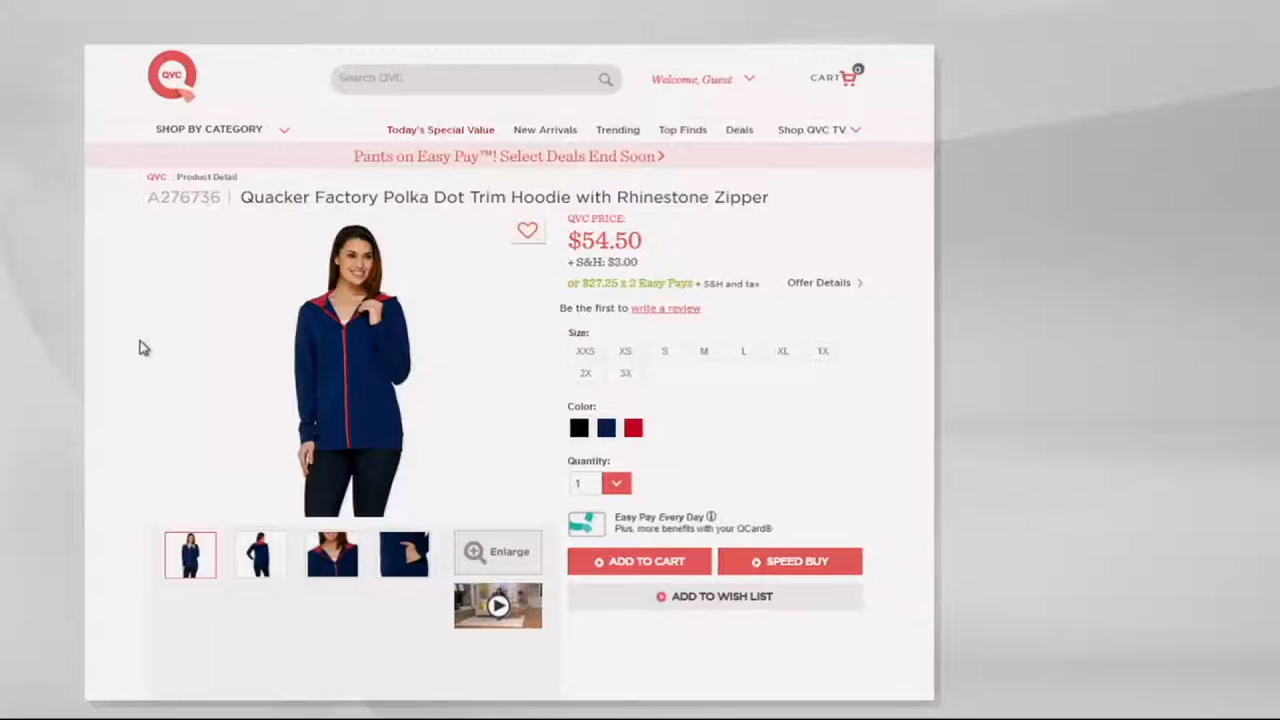 QVC
Search QVC
Welcome, Guest
CART 0
SHOP BY CATEGORY
Today's Special Value
New Arrivals
Trending
Top Finds
Deals
Shop QVC TV
Pants on Easy Pay™! Select Deals End Soon
QVC : Product Detail
A276736 | Quacker Factory Polka Dot Trim Hoodie with Rhinestone Zipper
QVC PRICE:
$54.50
+ S&H: $3.00
or $27.25 x 2 Easy Pays + S&H and tax
Offer Details
Be the first to write a review
Size:
XXS XS S M L XL 1X
2X 3X
Color:
Quantity:
1
Easy Pay Every Day
Plus, more benefits with your QCard®
Enlarge
ADD TO CART
SPEED BUY
ADD TO WISH LIST